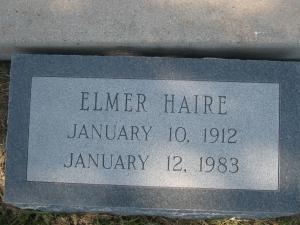 ELMER HAIRE
JANUARY 10, 1912
JANUARY 12, 1983